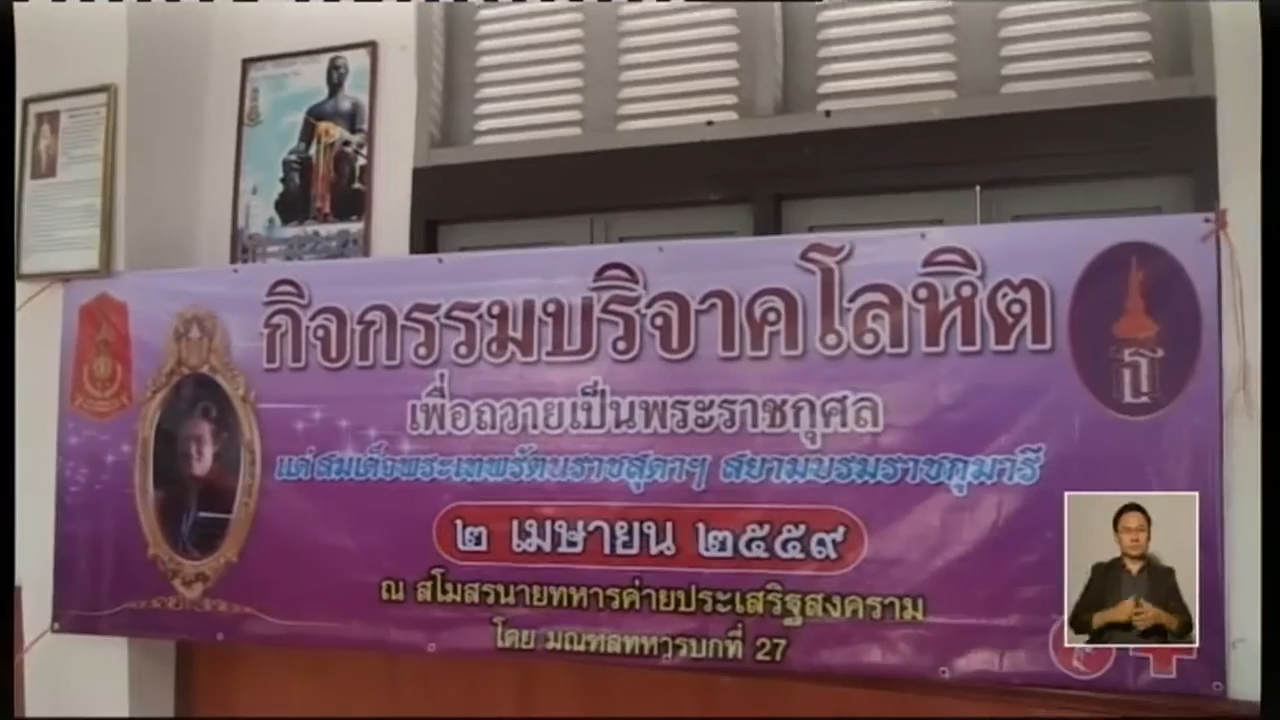 กิจกรรมบริจาคโลหิต
เพื่อถวายเป็นพระราชกุศล
แด่ สมเด็จพระเทพรัตนราชสุดาฯ สยามบรมราชกุมารี
๒ เมษายน ๒๕๕๙
ณ สโมสรนายทหารค่ายประเสริฐสงคราม
โดย มณฑลทหารบกที่ 27